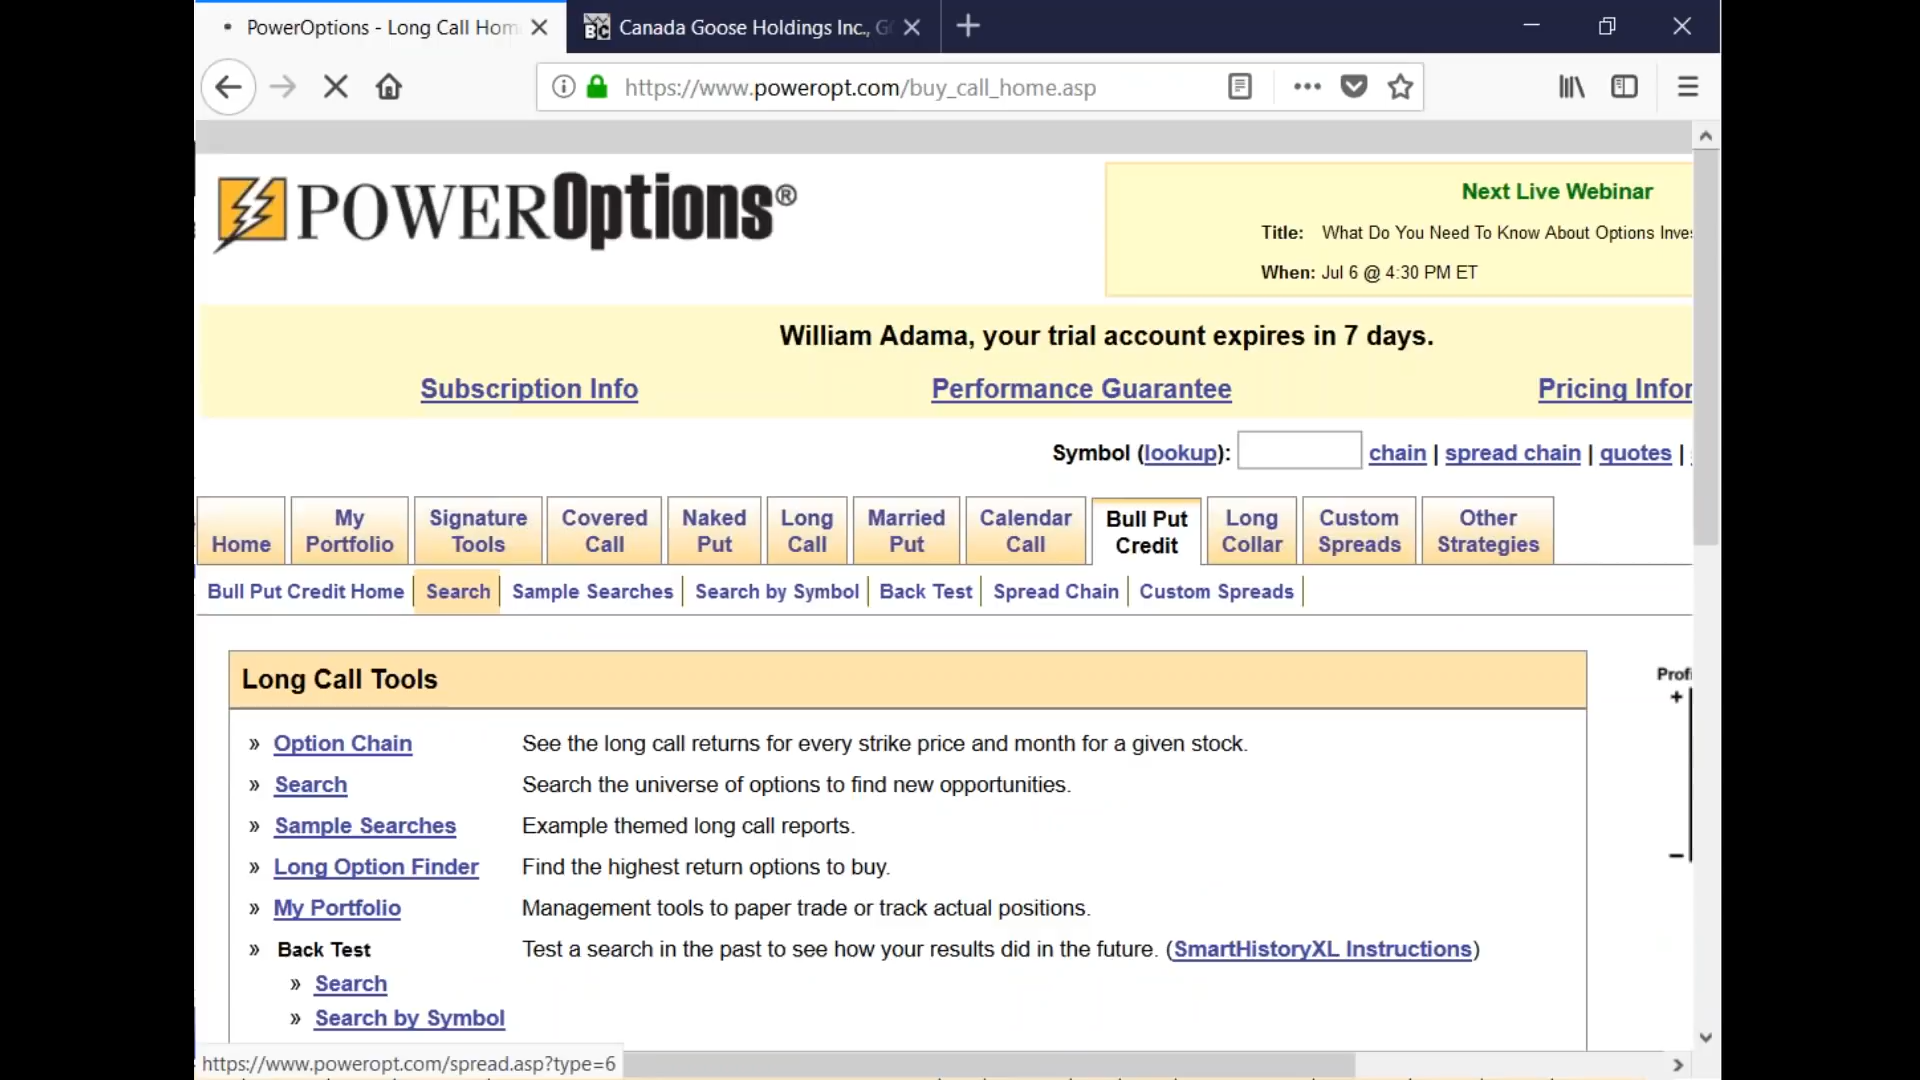 PowerOptions - Long Call Hom
Canada Goose Holdings Inc., G
https://www.poweropt.com/buy_call_home.asp
POWEROptions®
Next Live Webinar
Title: What Do You Need To Know About Options Inves
When: Jul 6 @ 4:30 PM ET
William Adama, your trial account expires in 7 days.
Subscription Info Performance Guarantee Pricing Infor
Symbol (lookup): chain | spread chain | quotes |
Home My Portfolio Signature Tools Covered Call Naked Put Long Call Married Put Calendar Call Bull Put Credit Long Collar Custom Spreads Other Strategies
Bull Put Credit Home Search Sample Searches Search by Symbol Back Test Spread Chain Custom Spreads
Long Call Tools
Profi
+
» Option Chain See the long call returns for every strike price and month for a given stock.
» Search Search the universe of options to find new opportunities.
» Sample Searches Example themed long call reports.
–
» Long Option Finder Find the highest return options to buy.
» My Portfolio Management tools to paper trade or track actual positions.
» Back Test Test a search in the past to see how your results did in the future. (SmartHistoryXL Instructions)
» Search
» Search by Symbol
https://www.poweropt.com/spread.asp?type=6